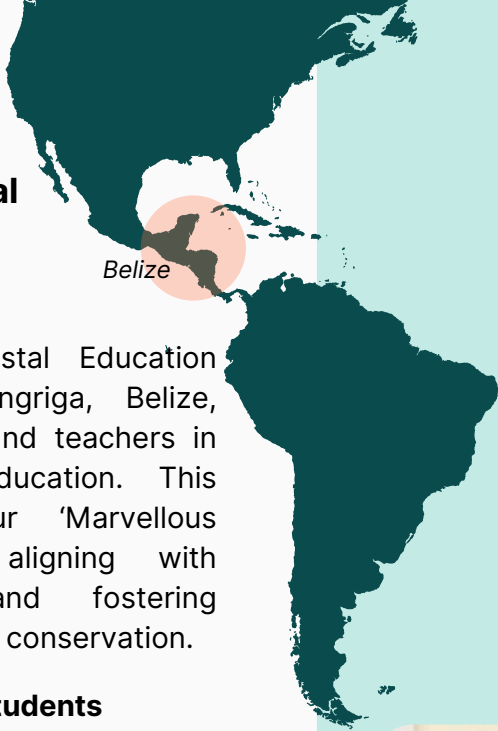 al
Belize
stal Education
ngriga, Belize,
nd teachers in
ducation. This
ur ‘Marvellous
aligning with
and fostering
conservation.
tudents